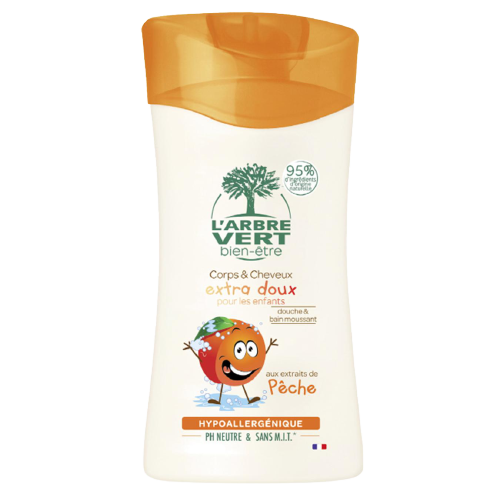 95%
d'ingrédients
d'origine
naturelle
L'ARBRE
VERT
bien-être
Corps & Cheveux
extra doux
pour les enfants
douche &
bain moussant
aux extraits de
Pêche
HYPOALLERGÉNIQUE
PH NEUTRE & SANS M.I.T.*